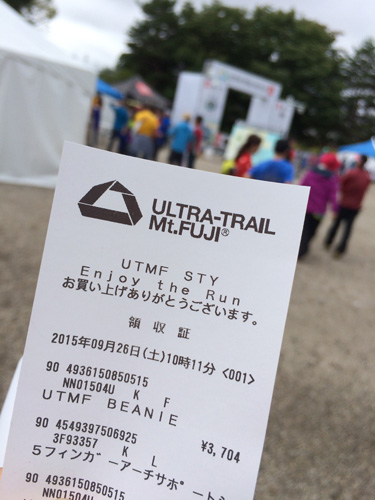 ULTRA-TRAIL
Mt.FUJI®
UTMF STY
Enjoy the Run
お買い上げありがとうございます。
領収証
2015年09月26日(土)10時11分 <001>
90 4936150850515
NN01504U K F
UTMF BEANIE
¥3,704
90 4549397506925
3F93357 K L
5フィンガーアーチサポート
90 4936150850515
NN01504U